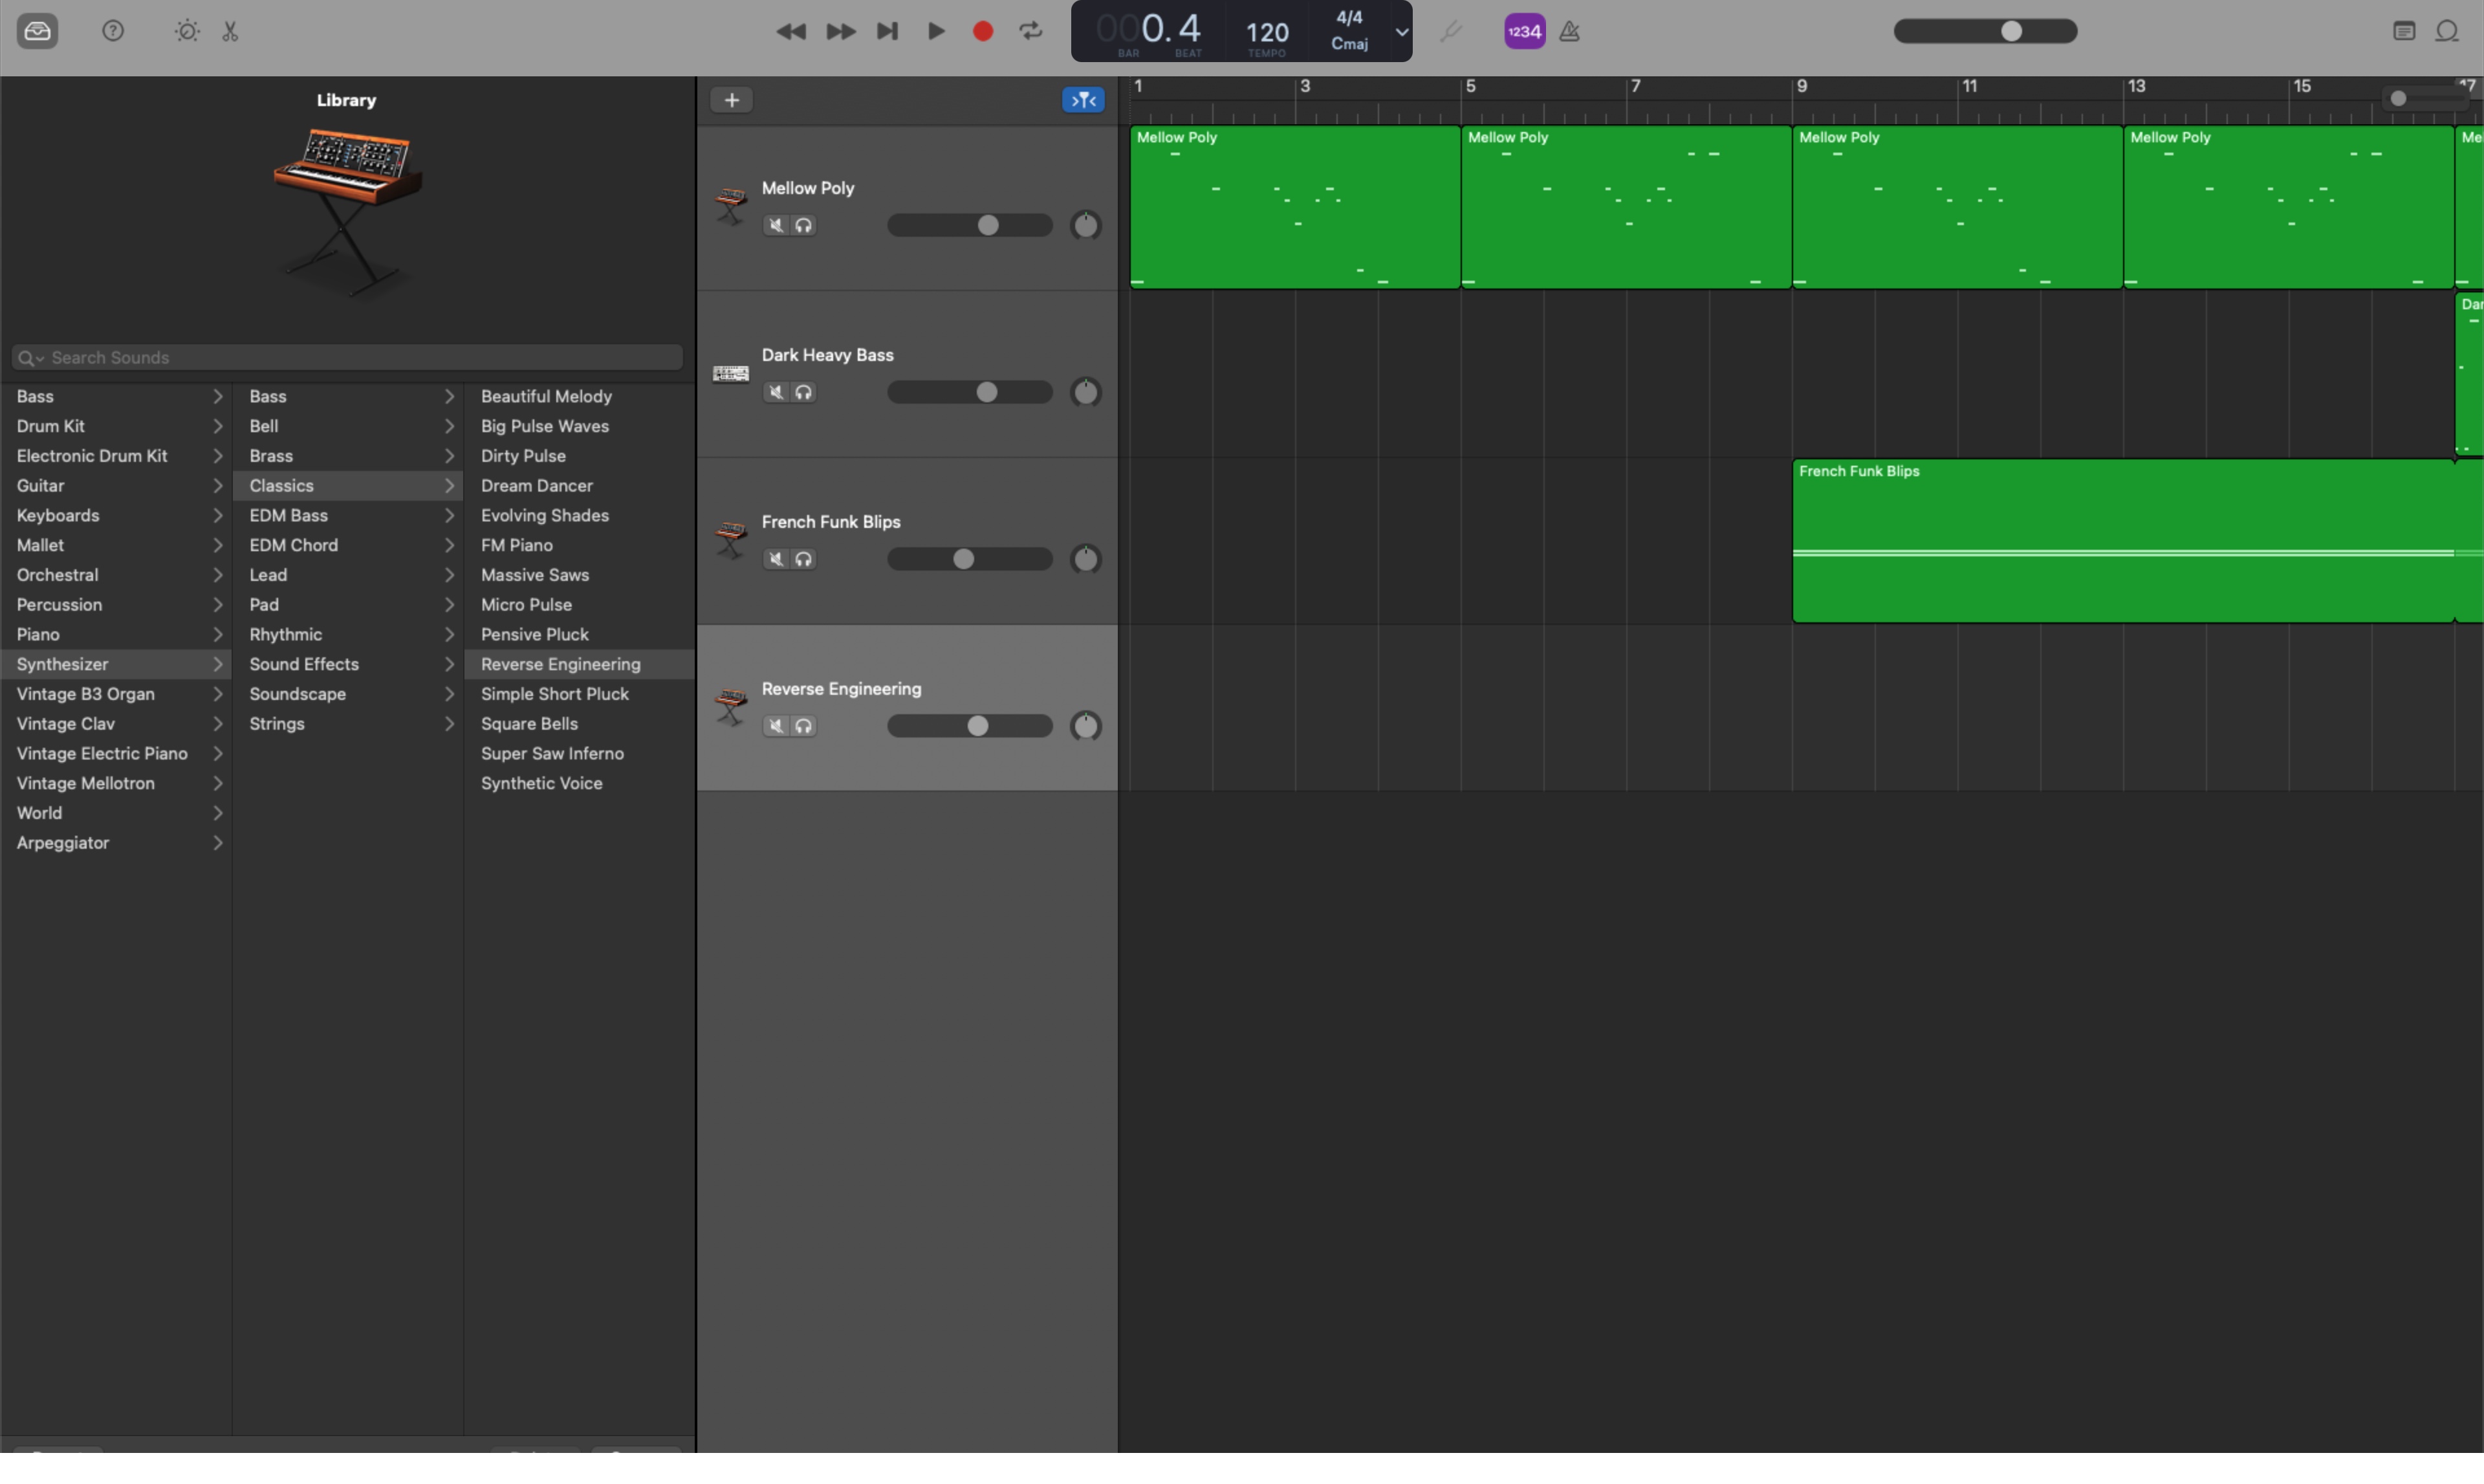 000.4
BAR
BEAT
120
TEMPO
4/4
Cmaj
1234
Library
Search Sounds
Bass
Drum Kit
Electronic Drum Kit
Guitar
Keyboards
Mallet
Orchestral
Percussion
Piano
Synthesizer
Vintage B3 Organ
Vintage Clav
Vintage Electric Piano
Vintage Mellotron
World
Arpeggiator
Bass
Bell
Brass
Classics
EDM Bass
EDM Chord
Lead
Pad
Rhythmic
Sound Effects
Soundscape
Strings
Beautiful Melody
Big Pulse Waves
Dirty Pulse
Dream Dancer
Evolving Shades
FM Piano
Massive Saws
Micro Pulse
Pensive Pluck
Reverse Engineering
Simple Short Pluck
Square Bells
Super Saw Inferno
Synthetic Voice
Mellow Poly
Dark Heavy Bass
French Funk Blips
Reverse Engineering
1 3 5 7 9 11 13 15 17
Mellow Poly Mellow Poly Mellow Poly Mellow Poly Me
Dar
French Funk Blips